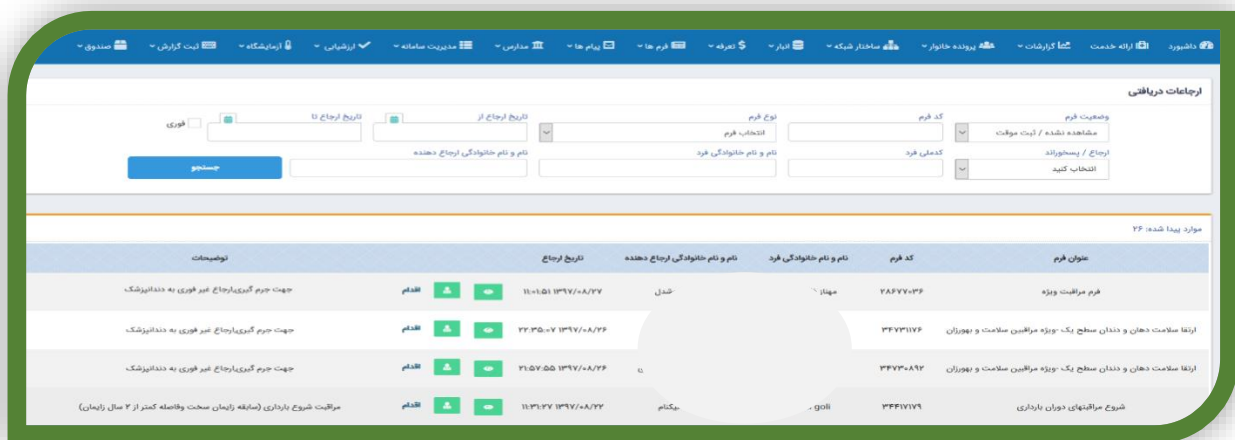 داشبورد ارائه خدمت گزارشات پرونده خانوار ساختار شبکه انبار $ تعرفه فرم ها پیام ها مدارس مدیریت سامانه ارزشیابی آزمایشگاه ثبت گزارش صندوق
ارجاعات دریافتی
وضعیت فرم کد فرم نوع فرم تاریخ ارجاع از تاریخ ارجاع تا
مشاهده نشده / ثبت موقت انتخاب فرم فوری
ارجاع / پسخوراند کدملی فرد نام و نام خانوادگی فرد نام و نام خانوادگی ارجاع دهنده
انتخاب کنید جستجو
موارد پیدا شده: ۲۶
عنوان فرم کد فرم نام و نام خانوادگی فرد نام و نام خانوادگی ارجاع دهنده تاریخ ارجاع توضیحات
فرم مراقبت ویژه ۲۸۶۷۷۰۳۶ شدل ۱۳۹۷/۰۸/۲۷ ۱۱:۰۱:۵۱ اقدام جهت جرم گیری،ارجاع غیر فوری به دندانپزشک
ارتقا سلامت دهان و دندان سطح یک -ویژه مراقبین سلامت و بهورزان ۳۴۷۳۱۱۷۶ ۱۳۹۷/۰۸/۲۶ ۲۲:۳۵:۰۷ اقدام جهت جرم گیری،ارجاع غیر فوری به دندانپزشک
ارتقا سلامت دهان و دندان سطح یک -ویژه مراقبین سلامت و بهورزان ۳۴۷۳۰۸۹۲ ۱۳۹۷/۰۸/۲۶ ۲۱:۵۷:۵۵ اقدام جهت جرم گیری،ارجاع غیر فوری به دندانپزشک
شروع مراقبتهای دوران بارداری ۳۴۴۱۷۱۷۹ goli ۱۳۹۷/۰۸/۲۲ ۱۱:۳۱:۲۷ اقدام مراقبت شروع بارداری (سابقه زایمان سخت وفاصله کمتر از ۲ سال زایمان)